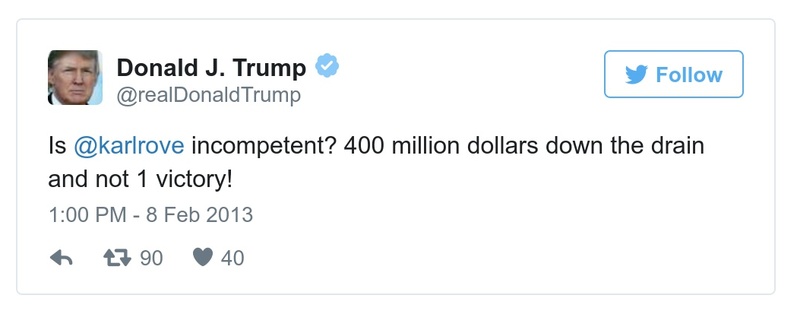 Donald J. Trump
@realDonaldTrump
Follow
Is @karlrove incompetent? 400 million dollars down the drain
and not 1 victory!
1:00 PM - 8 Feb 2013
90 40